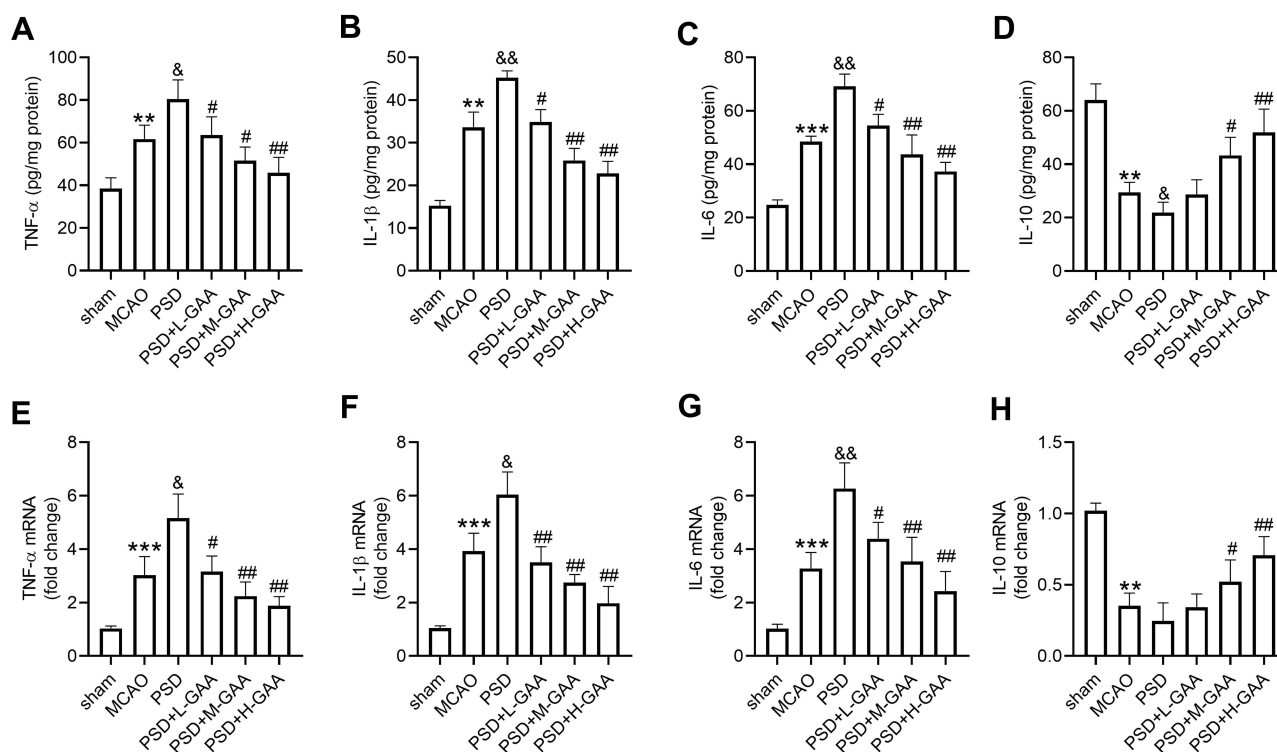 A
TNF-α (pg/mg protein)
100
80
60
40
20
0
**
&
#
#
##
sham
MCAO
PSD
PSD+L-GAA
PSD+M-GAA
PSD+H-GAA
B
IL-1β (pg/mg protein)
50
40
30
20
10
0
**
&&
#
##
##
sham
MCAO
PSD
PSD+L-GAA
PSD+M-GAA
PSD+H-GAA
C
IL-6 (pg/mg protein)
80
60
40
20
0
***
&&
#
##
##
sham
MCAO
PSD
PSD+L-GAA
PSD+M-GAA
PSD+H-GAA
D
IL-10 (pg/mg protein)
80
60
40
20
0
**
&
#
##
sham
MCAO
PSD
PSD+L-GAA
PSD+M-GAA
PSD+H-GAA
E
TNF-α mRNA
(fold change)
8
6
4
2
0
***
&
#
##
##
sham
MCAO
PSD
PSD+L-GAA
PSD+M-GAA
PSD+H-GAA
F
IL-1β mRNA
(fold change)
8
6
4
2
0
***
&
##
##
##
sham
MCAO
PSD
PSD+L-GAA
PSD+M-GAA
PSD+H-GAA
G
IL-6 mRNA
(fold change)
8
6
4
2
0
***
&&
#
##
##
sham
MCAO
PSD
PSD+L-GAA
PSD+M-GAA
PSD+H-GAA
H
IL-10 mRNA
(fold change)
1.5
1.0
0.5
0.0
**
#
##
sham
MCAO
PSD
PSD+L-GAA
PSD+M-GAA
PSD+H-GAA